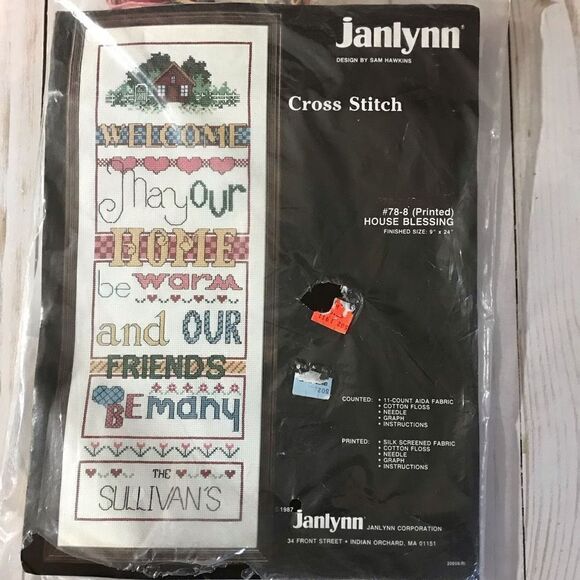 janlynn®
DESIGN BY SAM HAWKINS
Cross Stitch
#78-8 (Printed)
HOUSE BLESSING
FINISHED SIZE: 9" x 24"
WELCOME
May OUR
HOME
be warm
and OUR
FRIENDS
BE many
THE
SULLIVAN'S
COUNTED: • 11-COUNT AIDA FABRIC
• COTTON FLOSS
• NEEDLE
• GRAPH
• INSTRUCTIONS
PRINTED: • SILK SCREENED FABRIC
• COTTON FLOSS
• NEEDLE
• GRAPH
• INSTRUCTIONS
1987
janlynn JANLYNN CORPORATION
34 FRONT STREET • INDIAN ORCHARD, MA 01151